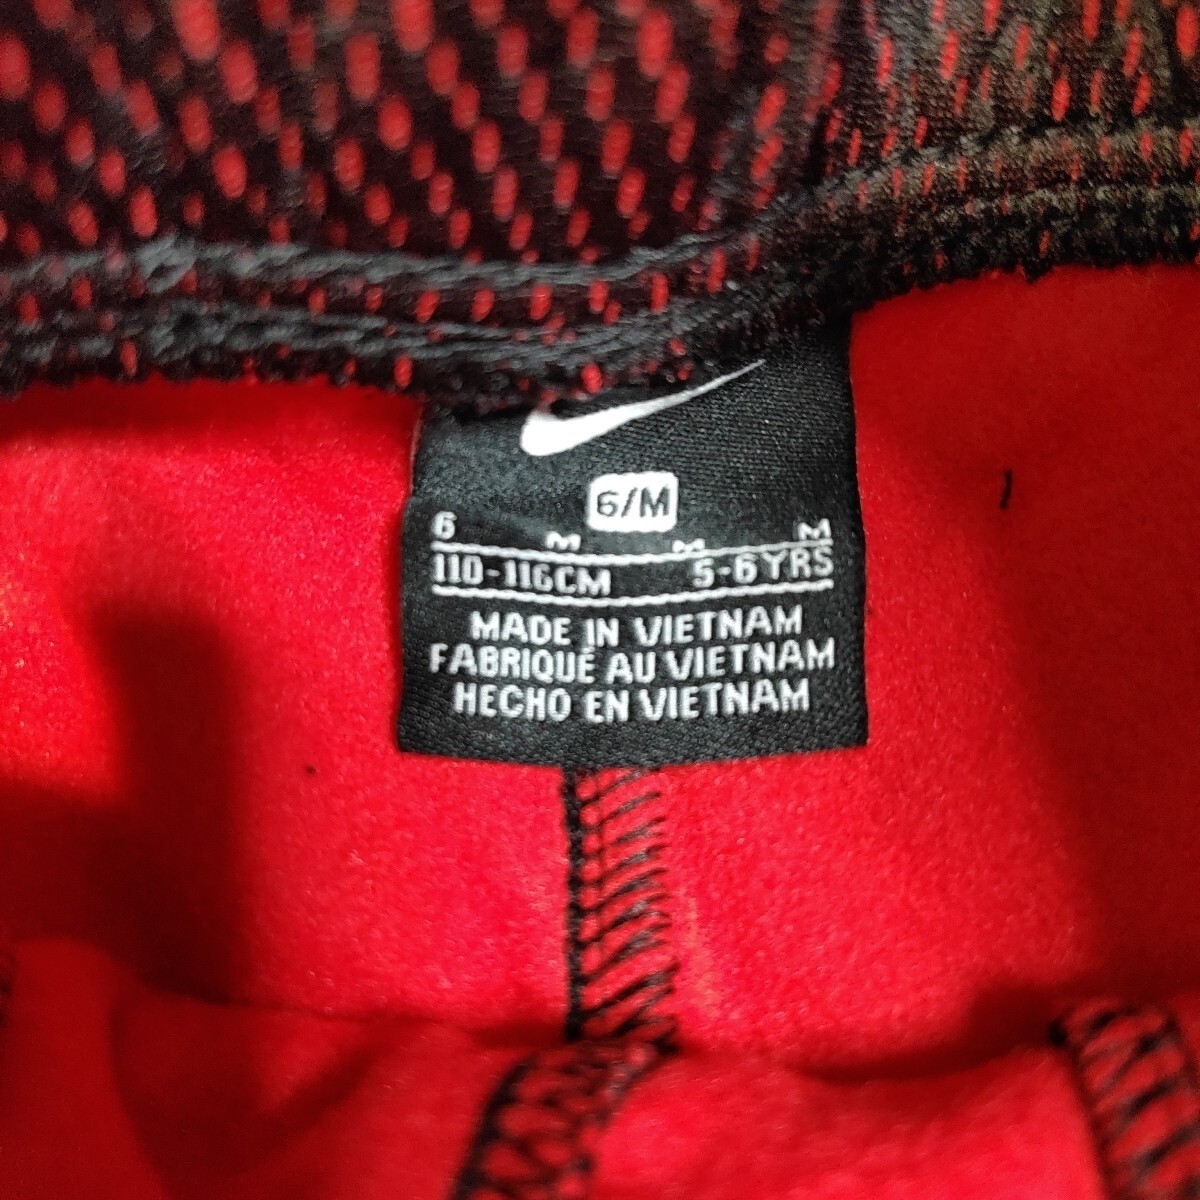 6/M
6 M M M
110-116CM 5-6YRS
MADE IN VIETNAM
FABRIQUÉ AU VIETNAM
HECHO EN VIETNAM